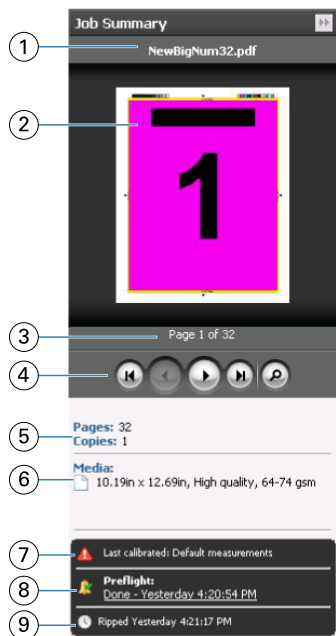 Job Summary
1
NewBigNum32.pdf
2
1
3
Page 1 of 32
4
5
Pages: 32
Copies: 1
6
Media:
10.19in x 12.69in, High quality, 64-74 gsm
7
Last calibrated: Default measurements
8
Preflight:
Done - Yesterday 4:20:54 PM
9
Ripped Yesterday 4:21:17 PM